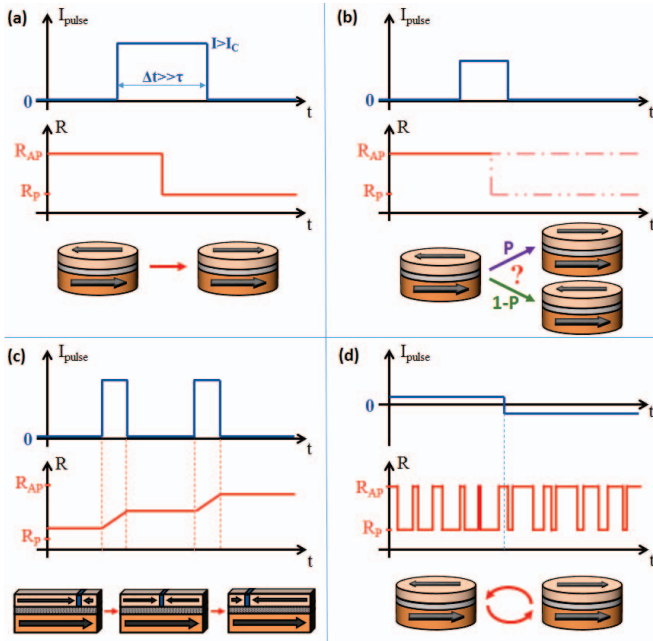 (a)
I_pulse
I>I_C
Δt>>τ
0
t
R
R_AP
R_P
t
(b)
I_pulse
0
t
R
R_AP
R_P
t
P
?
1-P
(c)
I_pulse
0
t
R
R_AP
R_P
t
(d)
I_pulse
0
t
R
R_AP
R_P
t